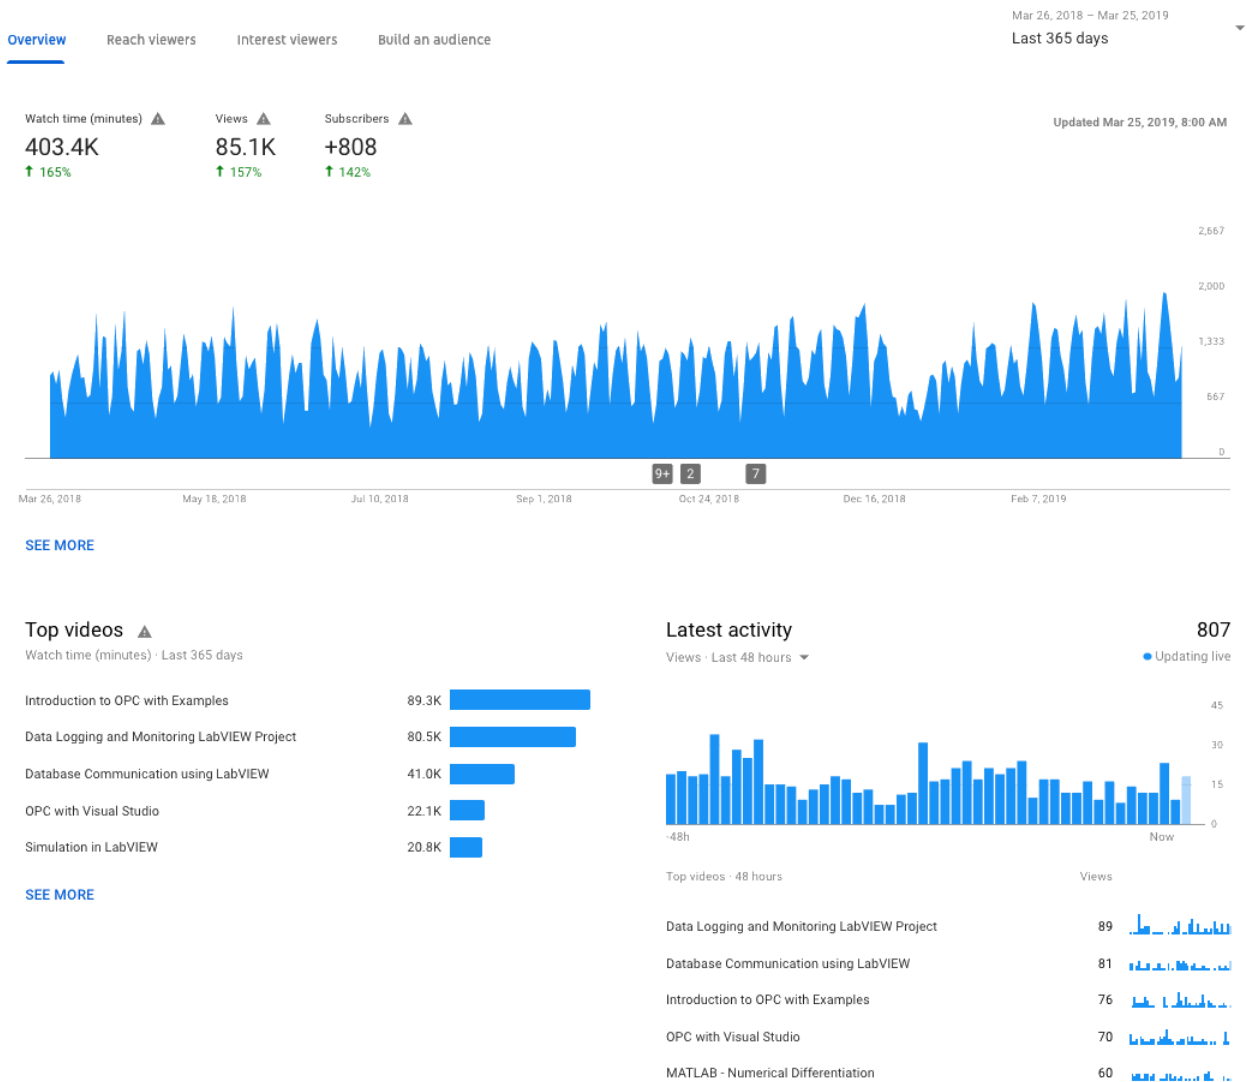 Mar 26, 2018 – Mar 25, 2019
Overview Reach viewers Interest viewers Build an audience
Last 365 days
Watch time (minutes) Views Subscribers
Updated Mar 25, 2019, 8:00 AM
403.4K 85.1K +808
165% 157% 142%
2,667
2,000
1,333
667
0
9+ 2 7
Mar 26, 2018 May 18, 2018 Jul 10, 2018 Sep 1, 2018 Oct 24, 2018 Dec 16, 2018 Feb 7, 2019
SEE MORE
Top videos
Watch time (minutes) · Last 365 days
Introduction to OPC with Examples 89.3K
Data Logging and Monitoring LabVIEW Project 80.5K
Database Communication using LabVIEW 41.0K
OPC with Visual Studio 22.1K
Simulation in LabVIEW 20.8K
SEE MORE
Latest activity 807
Views · Last 48 hours Updating live
45
30
15
0
-48h Now
Top videos · 48 hours Views
Data Logging and Monitoring LabVIEW Project 89
Database Communication using LabVIEW 81
Introduction to OPC with Examples 76
OPC with Visual Studio 70
MATLAB - Numerical Differentiation 60